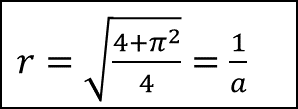 r = √((4+π²)/4) = 1/a